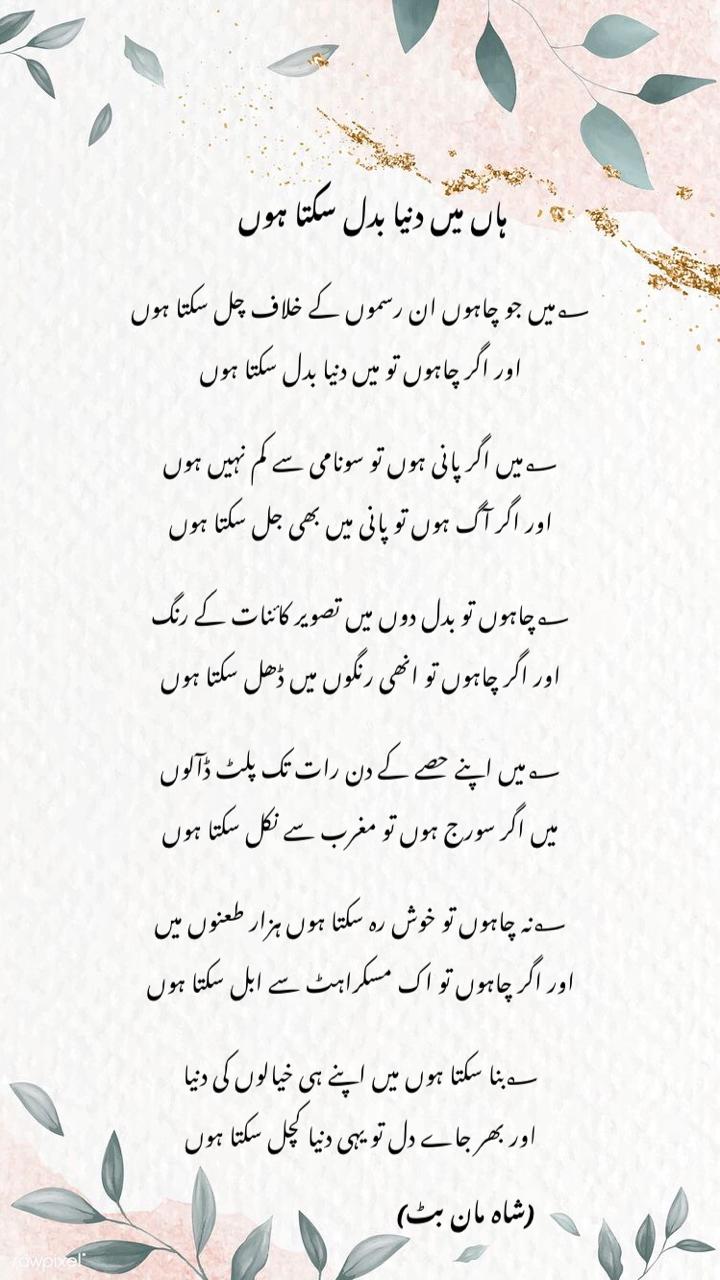 ہاں میں دنیا بدل سکتا ہوں
؎ میں جو چاہوں ان رسموں کے خلاف چل سکتا ہوں
اور اگر چاہوں تو میں دنیا بدل سکتا ہوں
؎ میں اگر پانی ہوں تو سونامی سے کم نہیں ہوں
اور اگر آگ ہوں تو پانی میں بھی جل سکتا ہوں
؎ چاہوں تو بدل دوں میں تصویر کائنات کے رنگ
اور اگر چاہوں تو انھی رنگوں میں ڈھل سکتا ہوں
؎ میں اپنے حصے کے دن رات تک پلٹ ڈآلوں
میں اگر سورج ہوں تو مغرب سے نکل سکتا ہوں
؎ نہ چاہوں تو خوش رہ سکتا ہوں ہزار طعنوں میں
اور اگر چاہوں تو اک مسکراہٹ سے ابل سکتا ہوں
؎ بنا سکتا ہوں میں اپنے ہی خیالوں کی دنیا
اور بھر جاے دل تو یہی دنیا کچل سکتا ہوں
(شاہ مان بٹ)
rawpixel